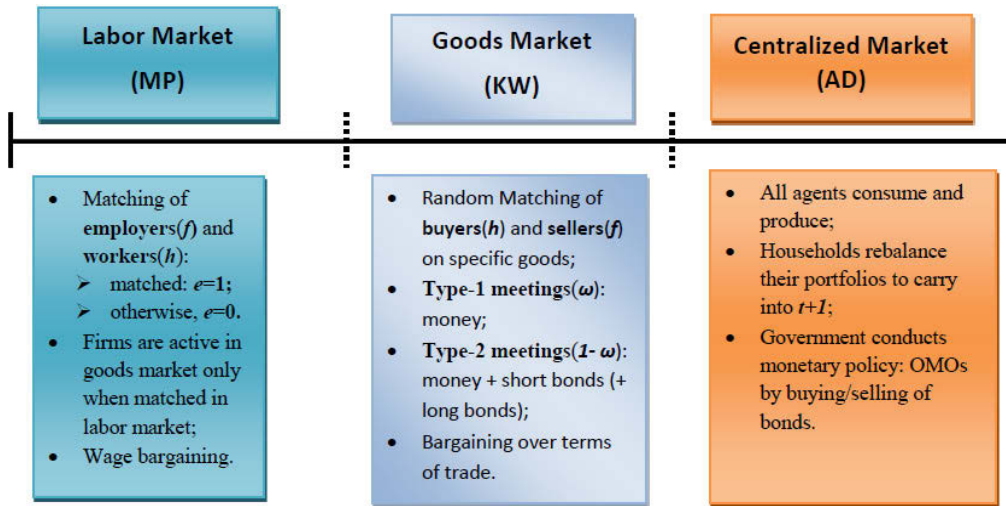 Labor Market
(MP)
Goods Market
(KW)
Centralized Market
(AD)
• Matching of
employers(f) and
workers(h):
➢ matched: e=1;
➢ otherwise, e=0.
• Firms are active in
goods market only
when matched in
labor market;
• Wage bargaining.
• Random Matching of
buyers(h) and sellers(f)
on specific goods;
• Type-1 meetings(ω):
money;
• Type-2 meetings(1- ω):
money + short bonds (+
long bonds);
• Bargaining over terms
of trade.
• All agents consume and
produce;
• Households rebalance
their portfolios to carry
into t+1;
• Government conducts
monetary policy: OMOs
by buying/selling of
bonds.